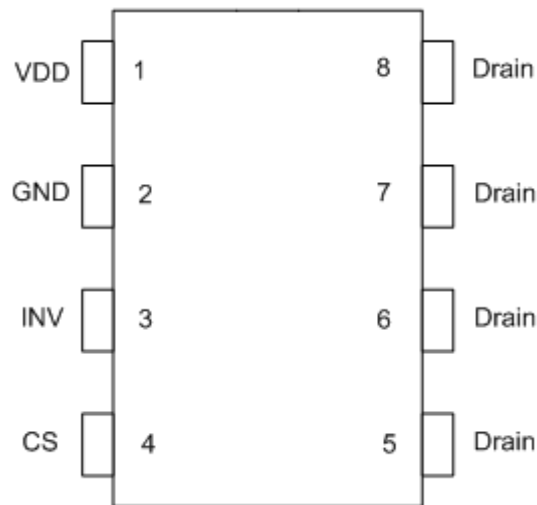 VDD 1 8 Drain
GND 2 7 Drain
INV 3 6 Drain
CS 4 5 Drain